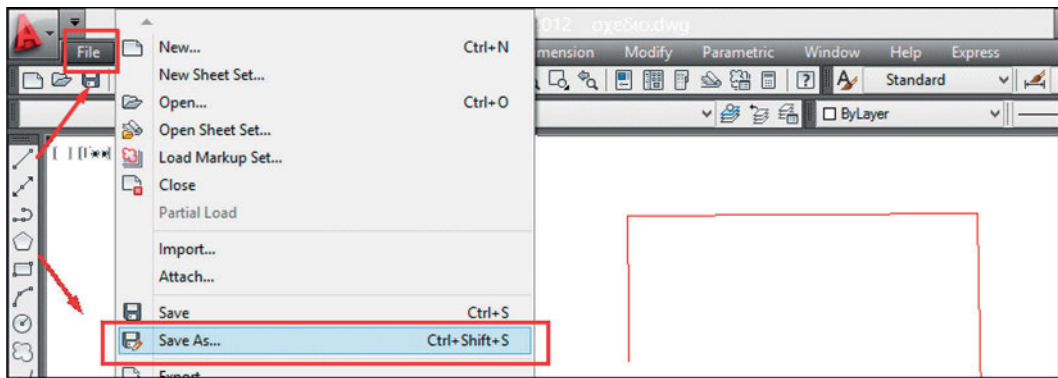 2012 σχεδιο.dwg
File
mension Modify Parametric Window Help Express
New... Ctrl+N
New Sheet Set...
Standard
Open... Ctrl+O
ByLayer
Open Sheet Set...
Load Markup Set...
Close
Partial Load
Import...
Attach...
Save Ctrl+S
Save As... Ctrl+Shift+S
Export